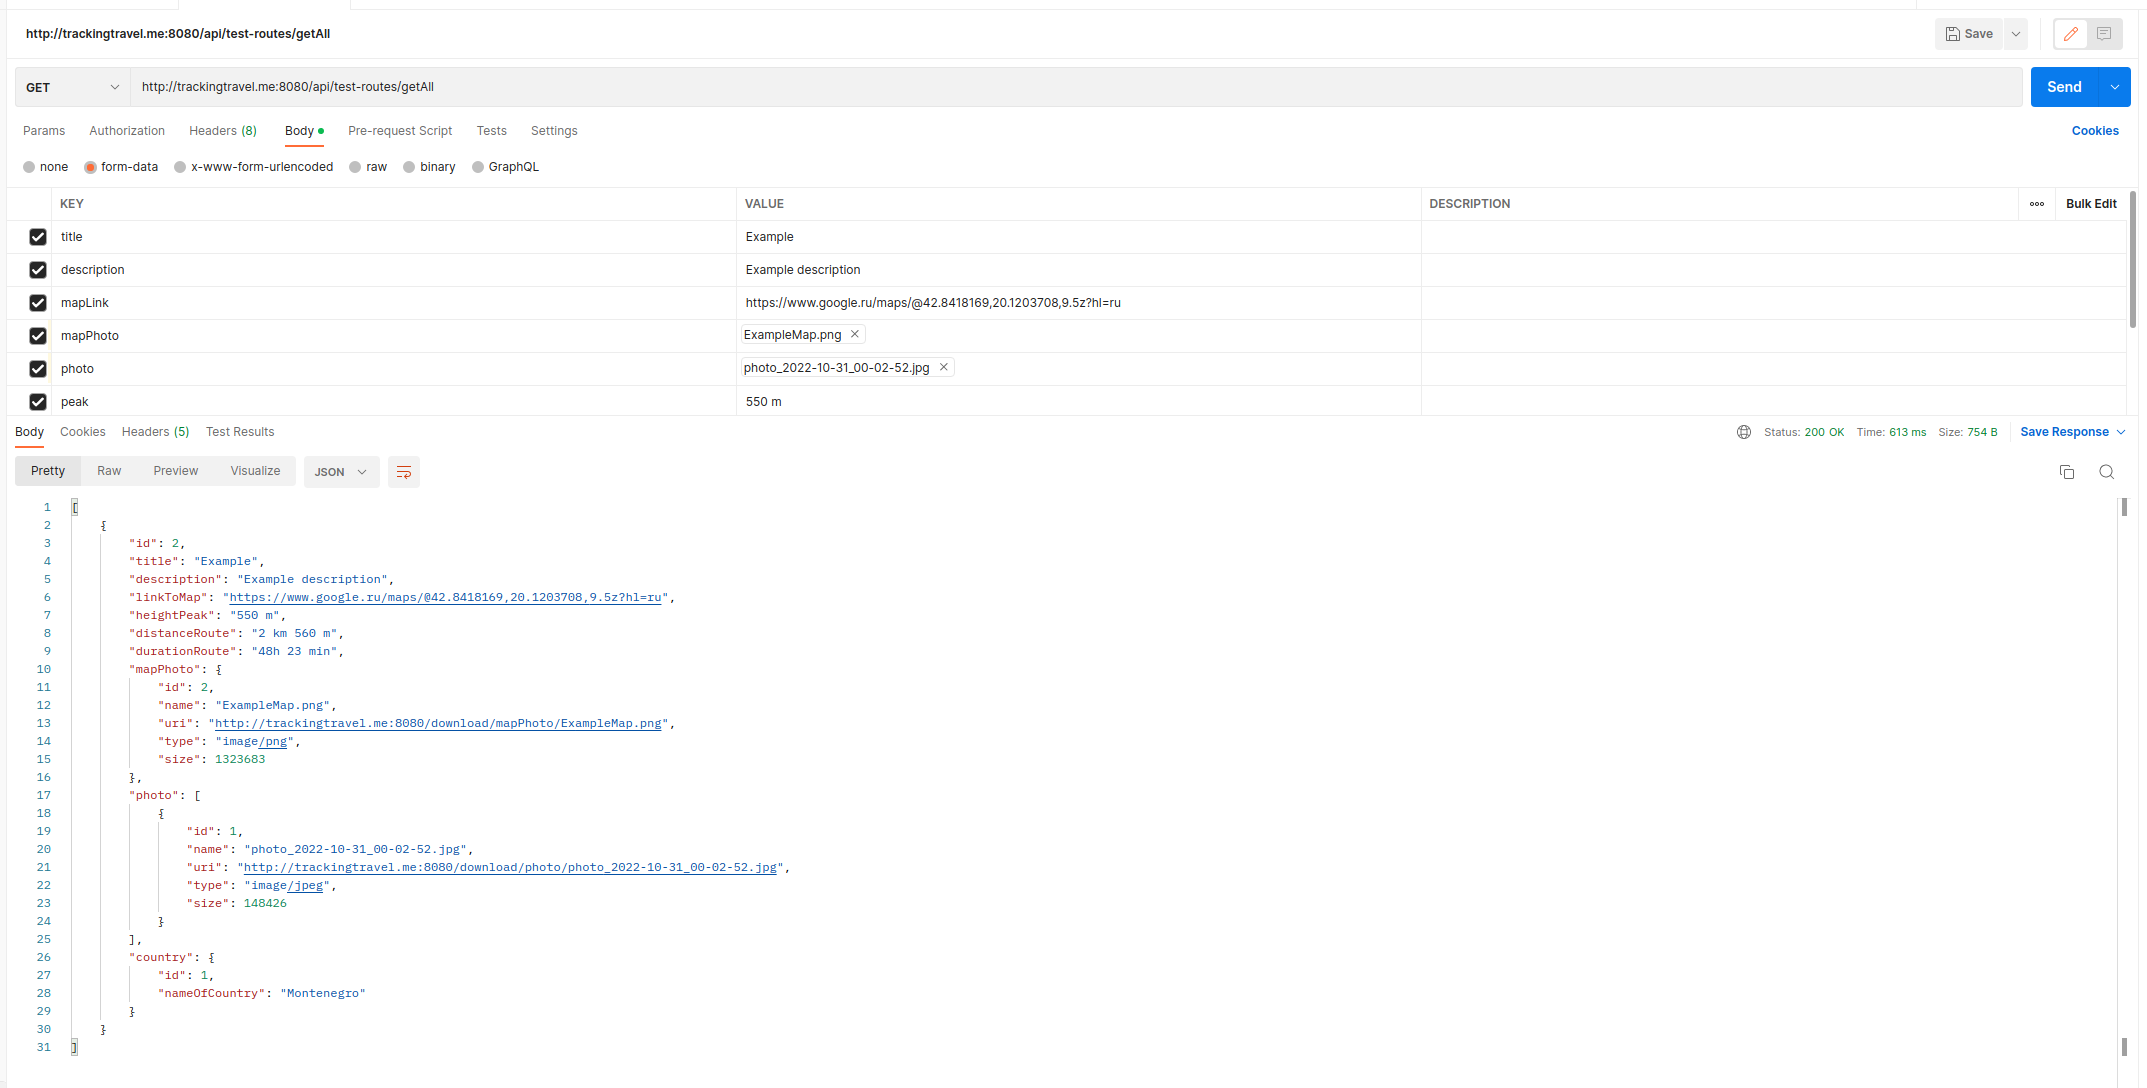 http://trackingtravel.me:8080/api/test-routes/getAll
Save
GET http://trackingtravel.me:8080/api/test-routes/getAll Send
Params Authorization Headers (8) Body Pre-request Script Tests Settings Cookies
none form-data x-www-form-urlencoded raw binary GraphQL
KEY VALUE DESCRIPTION ooo Bulk Edit
title Example
description Example description
mapLink https://www.google.ru/maps/@42.8418169,20.1203708,9.5z?hl=ru
mapPhoto ExampleMap.png
photo photo_2022-10-31_00-02-52.jpg
peak 550 m
Body Cookies Headers (5) Test Results Status: 200 OK Time: 613 ms Size: 754 B Save Response
Pretty Raw Preview Visualize JSON
1 [
2 {
3 "id": 2,
4 "title": "Example",
5 "description": "Example description",
6 "linkToMap": "https://www.google.ru/maps/@42.8418169,20.1203708,9.5z?hl=ru",
7 "heightPeak": "550 m",
8 "distanceRoute": "2 km 560 m",
9 "durationRoute": "48h 23 min",
10 "mapPhoto": {
11 "id": 2,
12 "name": "ExampleMap.png",
13 "uri": "http://trackingtravel.me:8080/download/mapPhoto/ExampleMap.png",
14 "type": "image/png",
15 "size": 1323683
16 },
17 "photo": [
18 {
19 "id": 1,
20 "name": "photo_2022-10-31_00-02-52.jpg",
21 "uri": "http://trackingtravel.me:8080/download/photo/photo_2022-10-31_00-02-52.jpg",
22 "type": "image/jpeg",
23 "size": 148426
24 }
25 ],
26 "country": {
27 "id": 1,
28 "nameOfCountry": "Montenegro"
29 }
30 }
31 ]